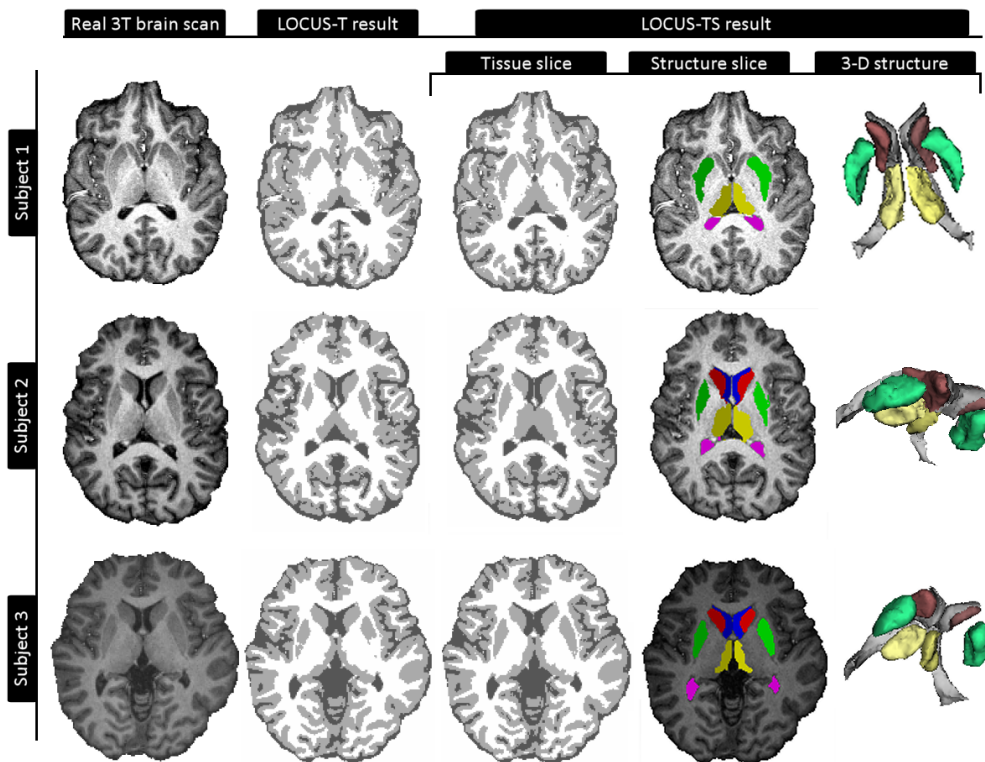 Real 3T brain scan
LOCUS-T result
LOCUS-TS result
Tissue slice
Structure slice
3-D structure
Subject 1
Subject 2
Subject 3